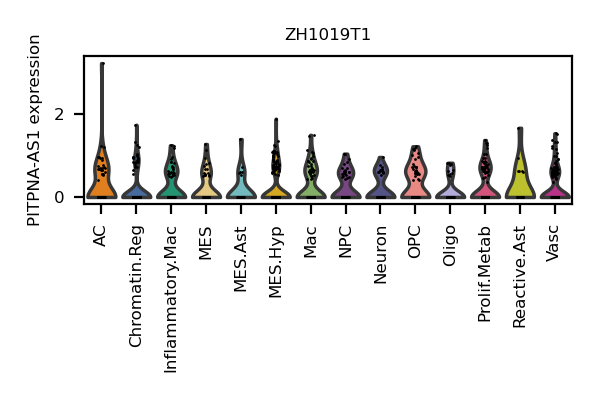 ZH1019T1
PITPNA-AS1 expression
2
0
AC
Chromatin.Reg
Inflammatory.Mac
MES
MES.Ast
MES.Hyp
Mac
NPC
Neuron
OPC
Oligo
Prolif.Metab
Reactive.Ast
Vasc